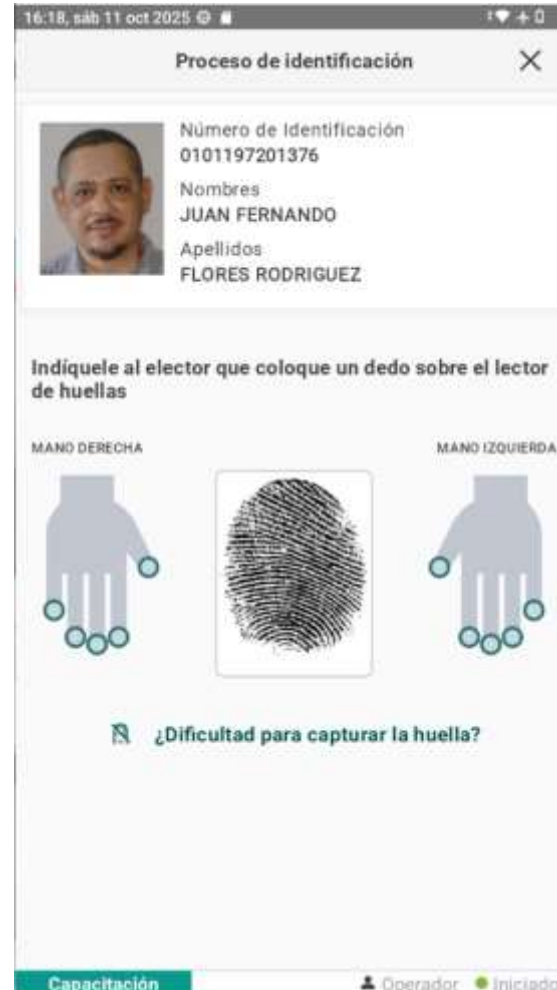 16:18, sáb 11 oct 2025
Proceso de identificación
Número de Identificación
0101197201376
Nombres
JUAN FERNANDO
Apellidos
FLORES RODRIGUEZ
Indíquele al elector que coloque un dedo sobre el lector
de huellas
MANO DERECHA
MANO IZQUIERDA
¿Dificultad para capturar la huella?
Capacitación
Operador
Iniciado